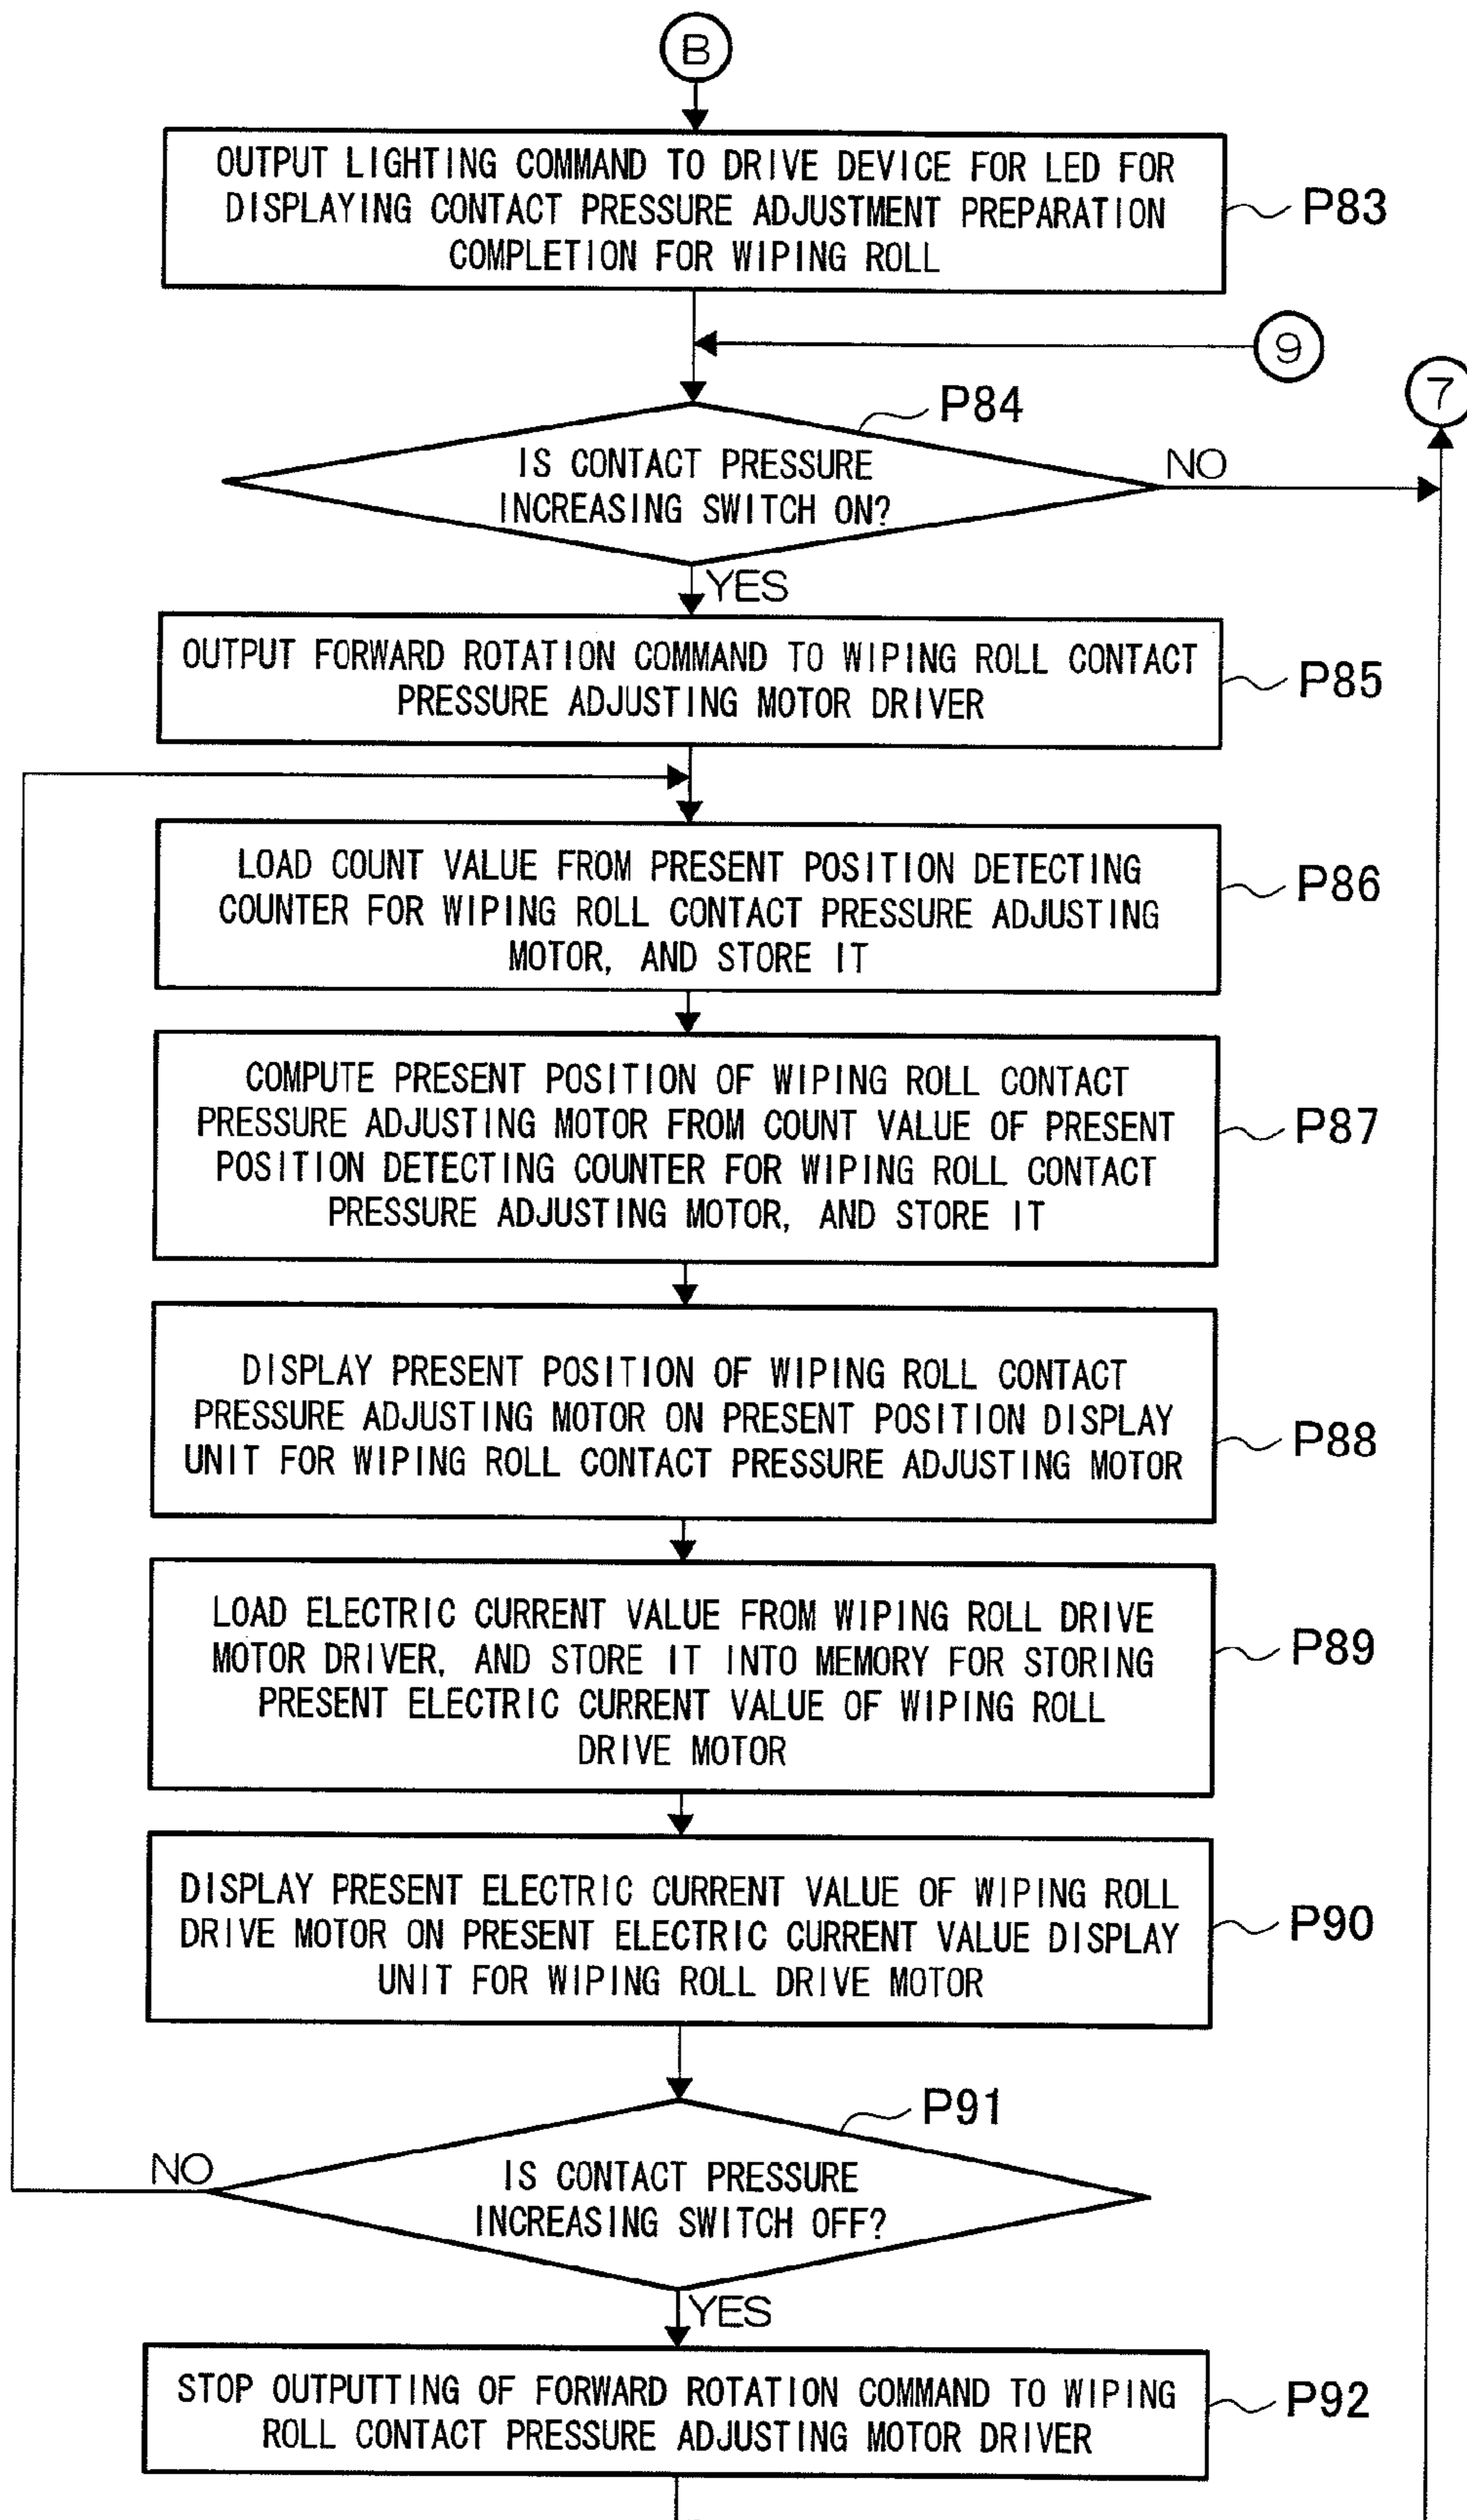 B
OUTPUT LIGHTING COMMAND TO DRIVE DEVICE FOR LED FOR
DISPLAYING CONTACT PRESSURE ADJUSTMENT PREPARATION
COMPLETION FOR WIPING ROLL
P83
9
7
P84
IS CONTACT PRESSURE
INCREASING SWITCH ON?
NO
YES
OUTPUT FORWARD ROTATION COMMAND TO WIPING ROLL CONTACT
PRESSURE ADJUSTING MOTOR DRIVER
P85
LOAD COUNT VALUE FROM PRESENT POSITION DETECTING
COUNTER FOR WIPING ROLL CONTACT PRESSURE ADJUSTING
MOTOR, AND STORE IT
P86
COMPUTE PRESENT POSITION OF WIPING ROLL CONTACT
PRESSURE ADJUSTING MOTOR FROM COUNT VALUE OF PRESENT
POSITION DETECTING COUNTER FOR WIPING ROLL CONTACT
PRESSURE ADJUSTING MOTOR, AND STORE IT
P87
DISPLAY PRESENT POSITION OF WIPING ROLL CONTACT
PRESSURE ADJUSTING MOTOR ON PRESENT POSITION DISPLAY
UNIT FOR WIPING ROLL CONTACT PRESSURE ADJUSTING MOTOR
P88
LOAD ELECTRIC CURRENT VALUE FROM WIPING ROLL DRIVE
MOTOR DRIVER, AND STORE IT INTO MEMORY FOR STORING
PRESENT ELECTRIC CURRENT VALUE OF WIPING ROLL
DRIVE MOTOR
P89
DISPLAY PRESENT ELECTRIC CURRENT VALUE OF WIPING ROLL
DRIVE MOTOR ON PRESENT ELECTRIC CURRENT VALUE DISPLAY
UNIT FOR WIPING ROLL DRIVE MOTOR
P90
P91
NO
IS CONTACT PRESSURE
INCREASING SWITCH OFF?
YES
STOP OUTPUTTING OF FORWARD ROTATION COMMAND TO WIPING
ROLL CONTACT PRESSURE ADJUSTING MOTOR DRIVER
P92